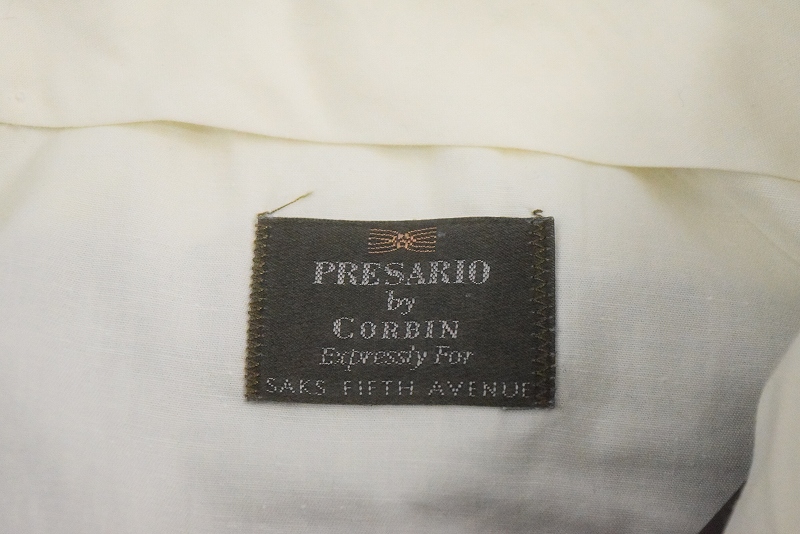 PRESARIO
by
CORBIN
Expressly For
SAKS FIFTH AVENUE